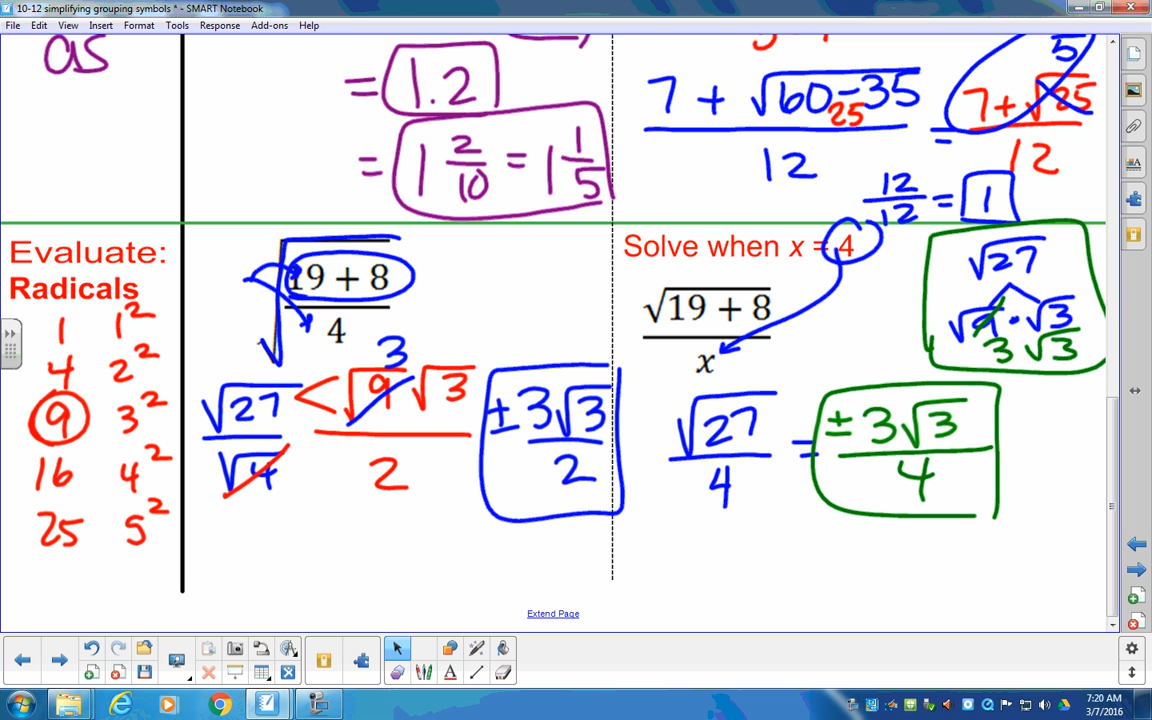 10-12 simplifying grouping symbols * - SMART Notebook
File Edit View Insert Format Tools Response Add-ons Help
as
= 1.2
= 1 2/10 = 1 1/5
7 + √60-35
25
12
=
5
7 + √25
12
12/12 = 1
Evaluate:
Radicals
1 1²
4 2²
9 3²
16 4²
25 5²
√
19 + 8
4
√27
√4
3
< √9 √3
2
± 3√3
2
Solve when x = 4
√19 + 8
x
√27
4
= ± 3√3
4
√27
√9 · √3
3 √3
Extend Page
7:20 AM
3/7/2016